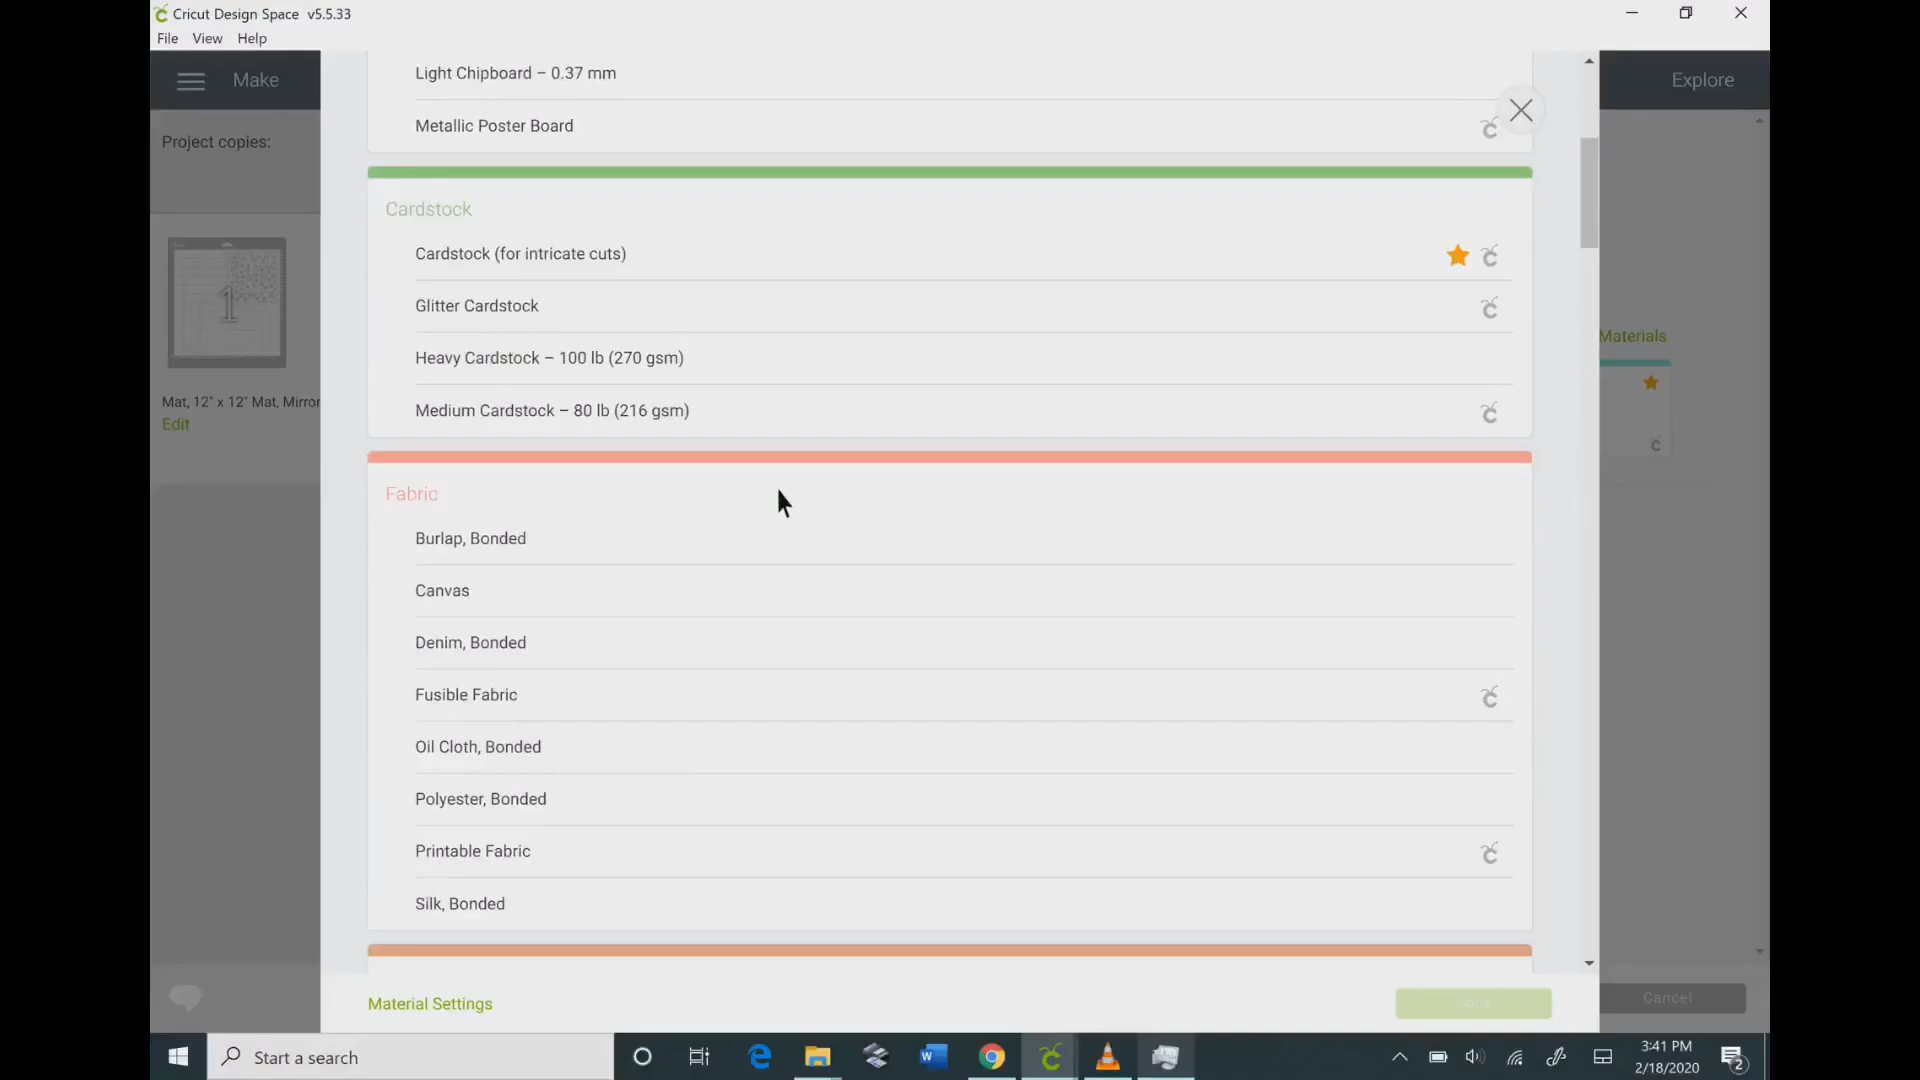 Cricut Design Space v5.5.33
File View Help
Make
Explore
Project copies:
Light Chipboard – 0.37 mm
Metallic Poster Board
Cardstock
Cardstock (for intricate cuts)
Glitter Cardstock
Heavy Cardstock – 100 lb (270 gsm)
Medium Cardstock – 80 lb (216 gsm)
1
Mat, 12" x 12" Mat, Mirror
Edit
Materials
Fabric
Burlap, Bonded
Canvas
Denim, Bonded
Fusible Fabric
Oil Cloth, Bonded
Polyester, Bonded
Printable Fabric
Silk, Bonded
Material Settings
Cancel
Start a search
3:41 PM
2/18/2020
2